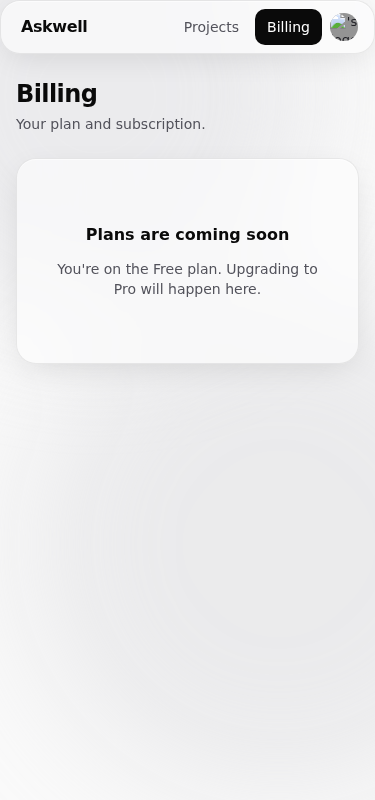 Askwell
Projects
Billing
Billing
Your plan and subscription.
Plans are coming soon
You're on the Free plan. Upgrading to
Pro will happen here.